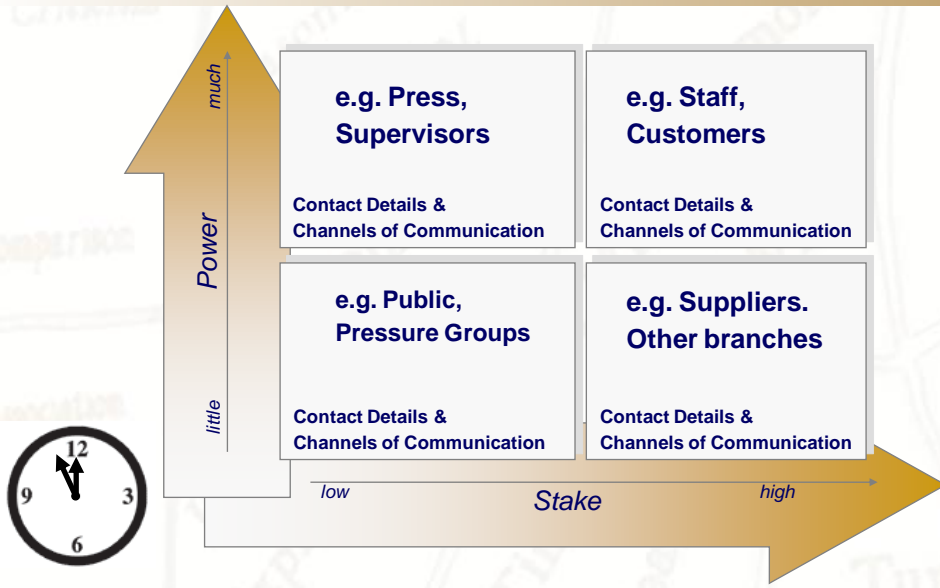 much
Power
little
e.g. Press,
Supervisors
Contact Details &
Channels of Communication
e.g. Staff,
Customers
Contact Details &
Channels of Communication
e.g. Public,
Pressure Groups
Contact Details &
Channels of Communication
e.g. Suppliers.
Other branches
Contact Details &
Channels of Communication
low
Stake
high
12
9
3
6